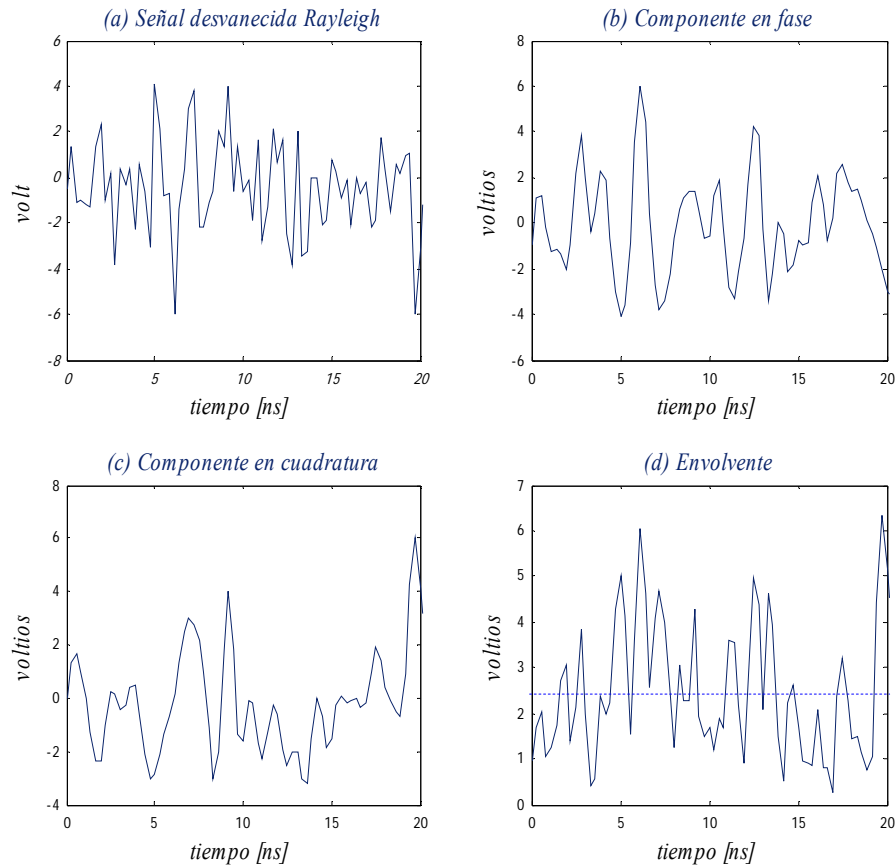 (a) Señal desvanecida Rayleigh
6
4
2
0
-2
-4
-6
-8
volt
0 5 10 15 20
tiempo [ns]
(b) Componente en fase
8
6
4
2
0
-2
-4
-6
voltios
0 5 10 15 20
tiempo [ns]
(c) Componente en cuadratura
8
6
4
2
0
-2
-4
voltios
0 5 10 15 20
tiempo [ns]
(d) Envolvente
7
6
5
4
3
2
1
0
voltios
0 5 10 15 20
tiempo [ns]